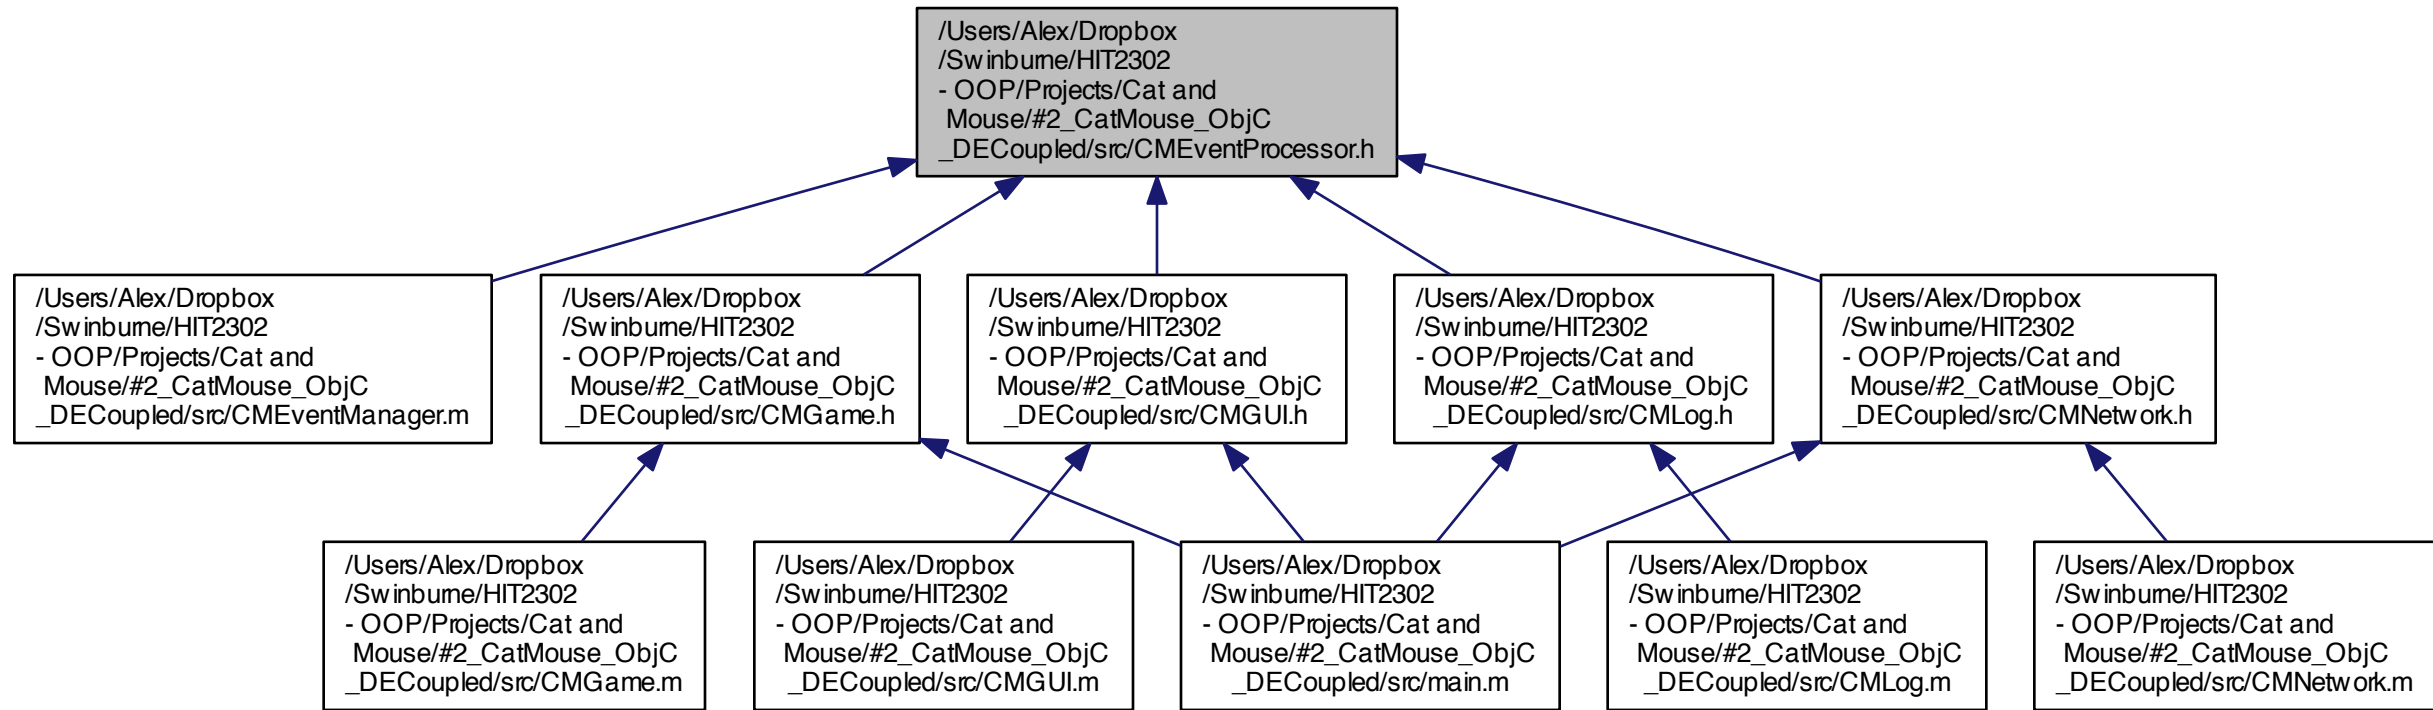 /Users/Alex/Dropbox
/Swinburne/HIT2302
- OOP/Projects/Cat and
Mouse/#2_CatMouse_ObjC
_DECoupled/src/CMEventProcessor.h
/Users/Alex/Dropbox
/Swinburne/HIT2302
- OOP/Projects/Cat and
Mouse/#2_CatMouse_ObjC
_DECoupled/src/CMEventManager.m
/Users/Alex/Dropbox
/Swinburne/HIT2302
- OOP/Projects/Cat and
Mouse/#2_CatMouse_ObjC
_DECoupled/src/CMGame.h
/Users/Alex/Dropbox
/Swinburne/HIT2302
- OOP/Projects/Cat and
Mouse/#2_CatMouse_ObjC
_DECoupled/src/CMGUI.h
/Users/Alex/Dropbox
/Swinburne/HIT2302
- OOP/Projects/Cat and
Mouse/#2_CatMouse_ObjC
_DECoupled/src/CMLog.h
/Users/Alex/Dropbox
/Swinburne/HIT2302
- OOP/Projects/Cat and
Mouse/#2_CatMouse_ObjC
_DECoupled/src/CMNetwork.h
/Users/Alex/Dropbox
/Swinburne/HIT2302
- OOP/Projects/Cat and
Mouse/#2_CatMouse_ObjC
_DECoupled/src/CMGame.m
/Users/Alex/Dropbox
/Swinburne/HIT2302
- OOP/Projects/Cat and
Mouse/#2_CatMouse_ObjC
_DECoupled/src/CMGUI.m
/Users/Alex/Dropbox
/Swinburne/HIT2302
- OOP/Projects/Cat and
Mouse/#2_CatMouse_ObjC
_DECoupled/src/main.m
/Users/Alex/Dropbox
/Swinburne/HIT2302
- OOP/Projects/Cat and
Mouse/#2_CatMouse_ObjC
_DECoupled/src/CMLog.m
/Users/Alex/Dropbox
/Swinburne/HIT2302
- OOP/Projects/Cat and
Mouse/#2_CatMouse_ObjC
_DECoupled/src/CMNetwork.m